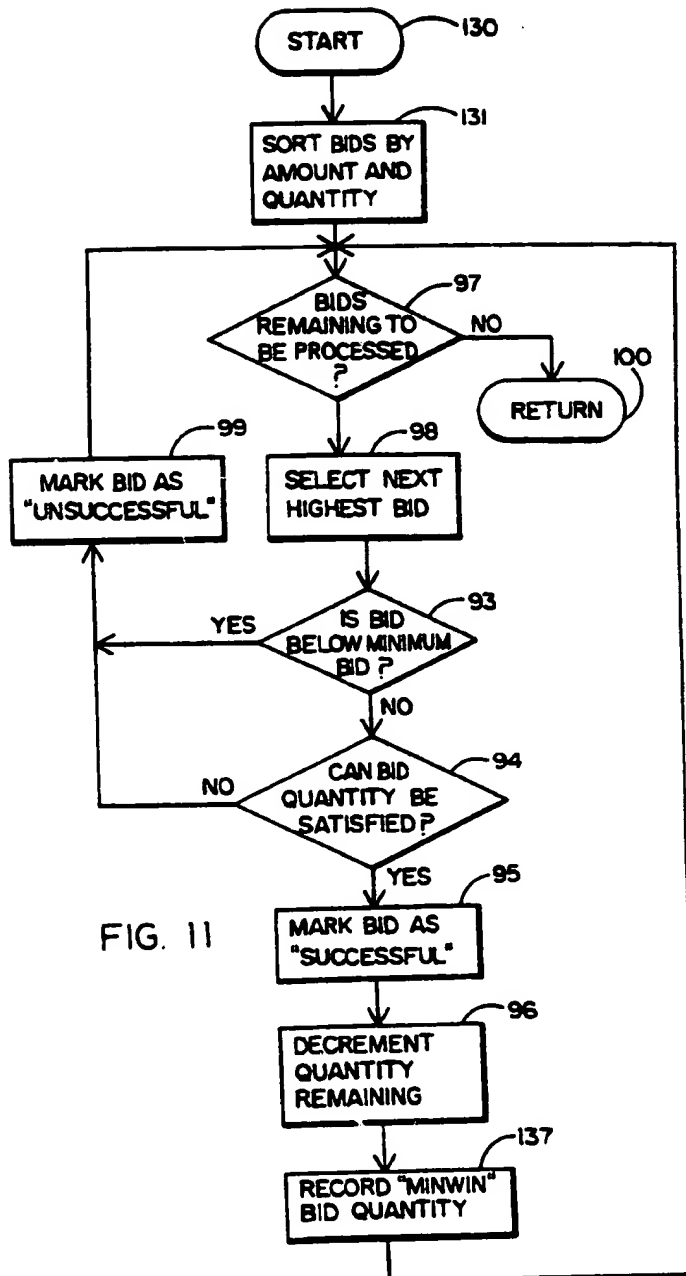 START
130
131
SORT BIDS BY
AMOUNT AND
QUANTITY
97
BIDS
REMAINING TO
BE PROCESSED
?
NO
100
RETURN
99
MARK BID AS
"UNSUCCESSFUL"
98
SELECT NEXT
HIGHEST BID
93
YES
IS BID
BELOW MINIMUM
BID ?
NO
94
NO
CAN BID
QUANTITY BE
SATISFIED?
YES
95
MARK BID AS
"SUCCESSFUL"
FIG. 11
96
DECREMENT
QUANTITY
REMAINING
137
RECORD "MINWIN"
BID QUANTITY